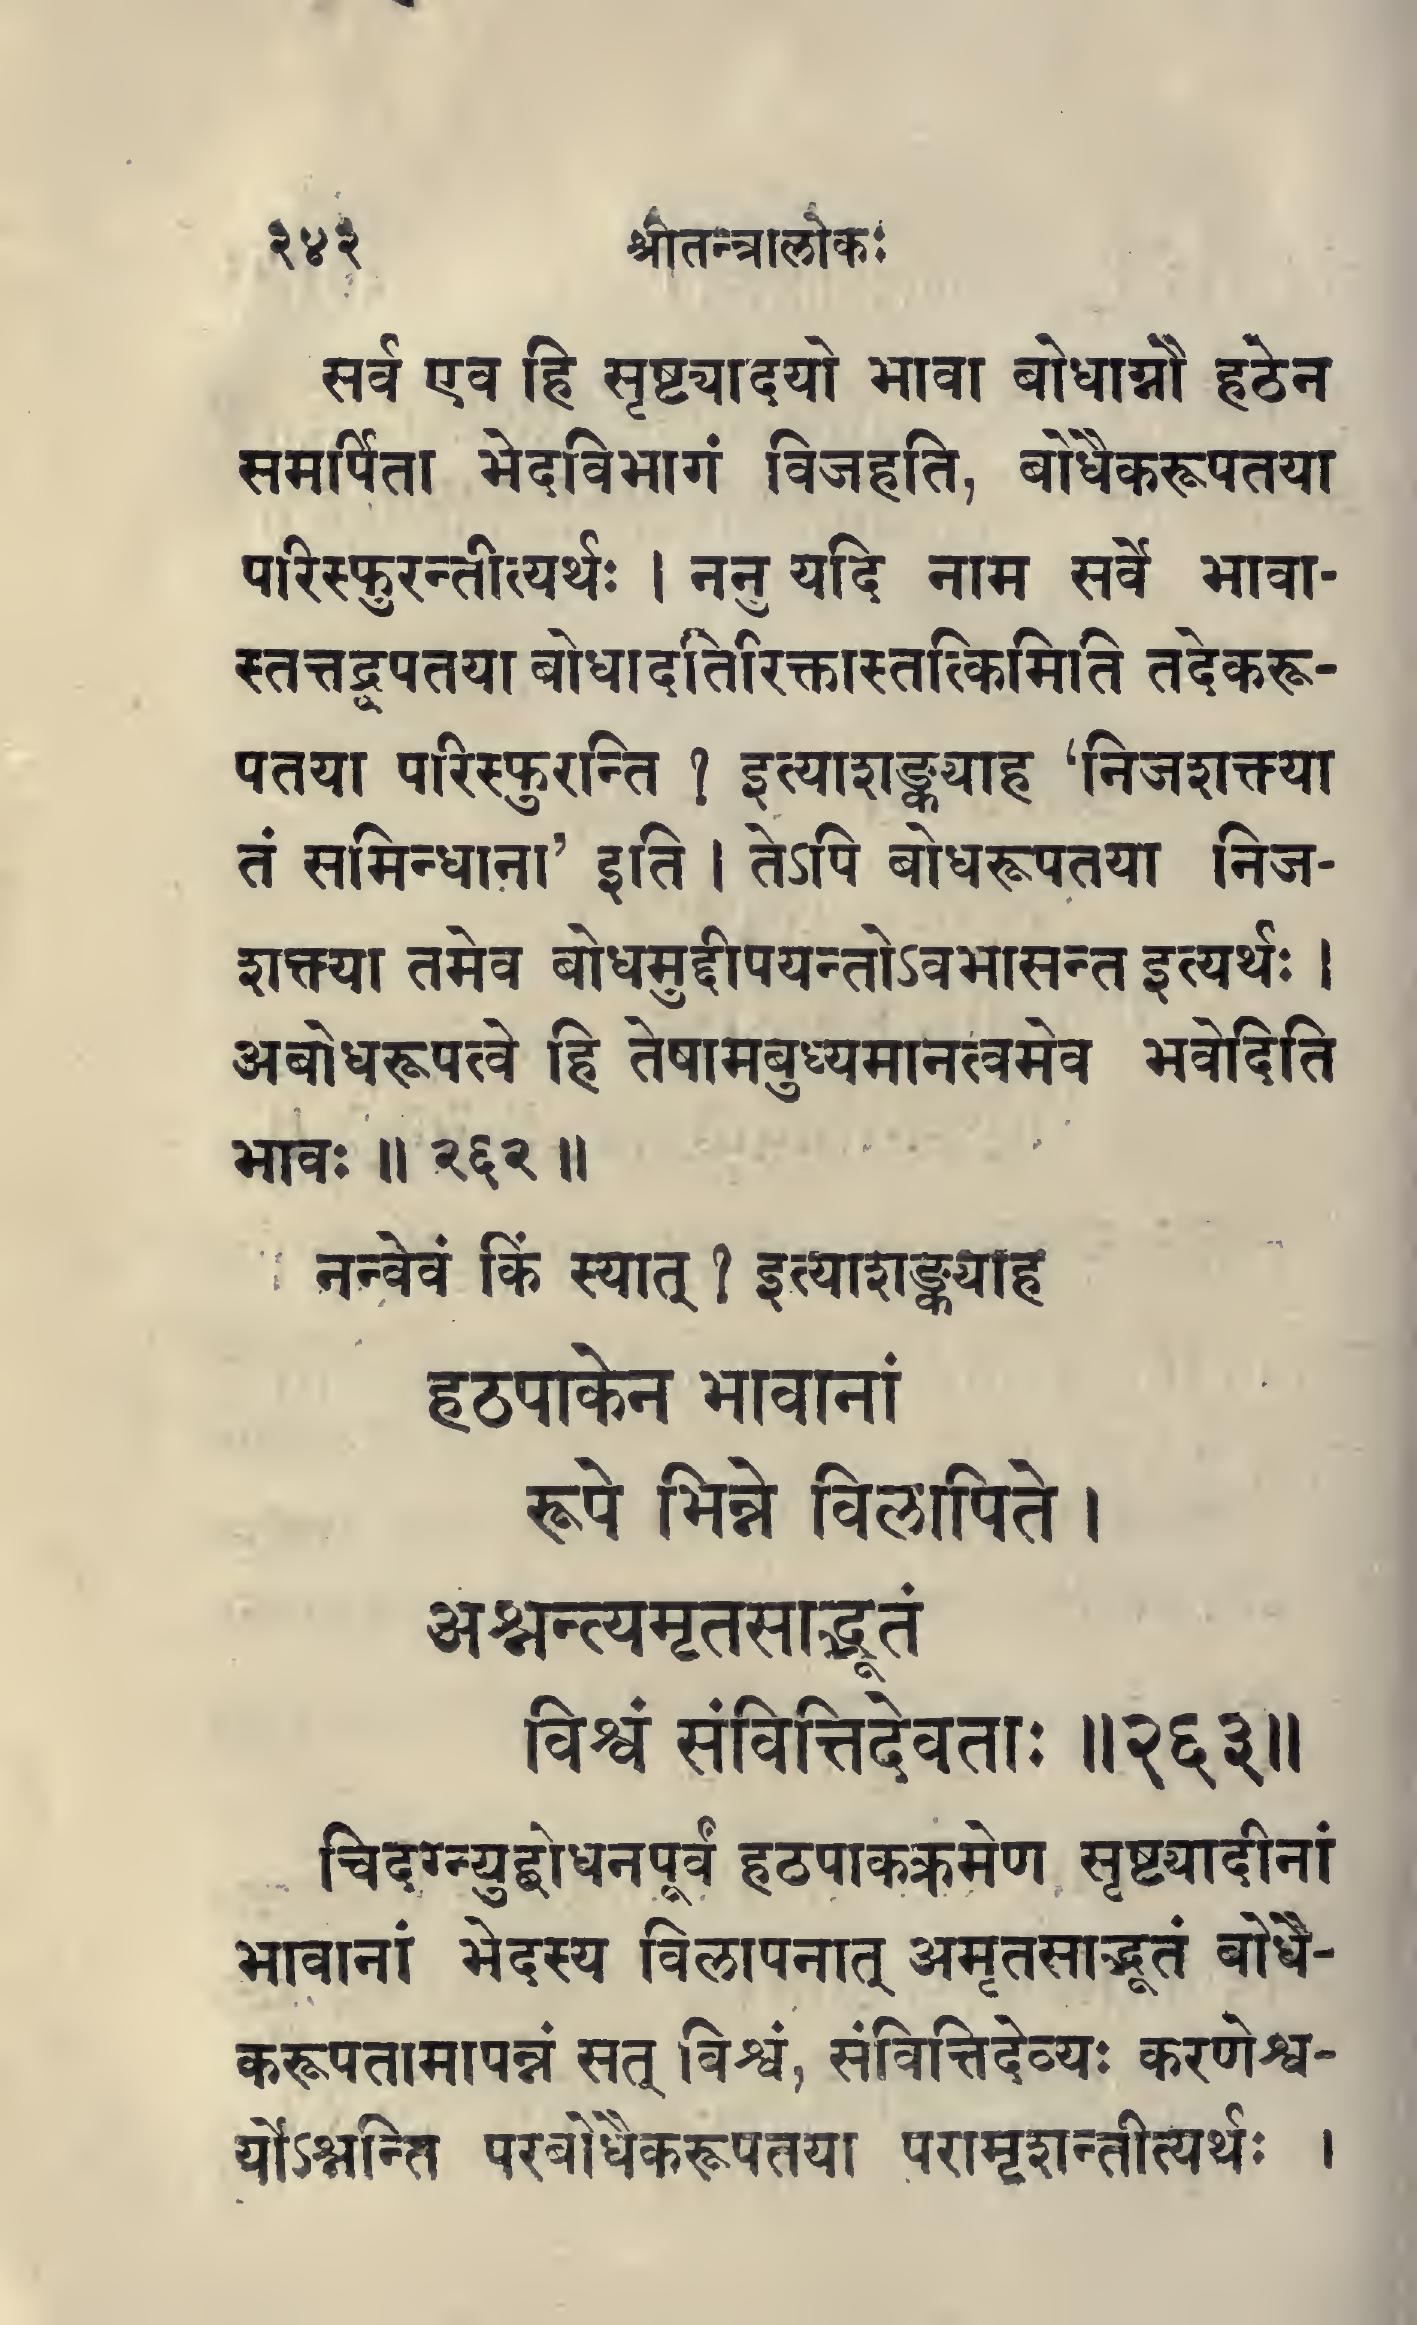 २४२ श्रीतन्त्रालोकः
सर्व एव हि सृष्ट्यादयो भावा बोधाग्नौ हठेन
समर्पिता भेदविभागं विजहति, बोधैकरूपतया
परिस्फुरन्तीत्यर्थः । ननु यदि नाम सर्वे भावा-
स्तत्तद्रूपतया बोधादतिरिक्तास्तत्किमिति तदेकरू-
पतया परिस्फुरन्ति ? इत्याशङ्क्याह ‘निजशक्त्या
तं समिन्धाना’ इति । तेऽपि बोधरूपतया निज-
शक्त्या तमेव बोधमुद्दीपयन्तोऽवभासन्त इत्यर्थः ।
अबोधरूपत्वे हि तेषामबुध्यमानत्वमेव भवेदिति
भावः ॥ २६२ ॥
नन्वेवं किं स्यात् ? इत्याशङ्क्याह
हठपाकेन भावानां
रूपे भिन्ने विलापिते ।
अश्नन्त्यमृतसाद्भूतं
विश्वं संवित्तिदेवताः ॥२६३॥
चिदग्न्युद्बोधनपूर्वं हठपाकक्रमेण सृष्ट्यादीनां
भावानां भेदस्य विलापनात् अमृतसाद्भूतं बोधै-
करूपतामापन्नं सत् विश्वं, संवित्तिदेव्यः करणेश्व-
र्योऽश्नन्ति परबोधैकरूपतया परामृशन्तीत्यर्थः ।